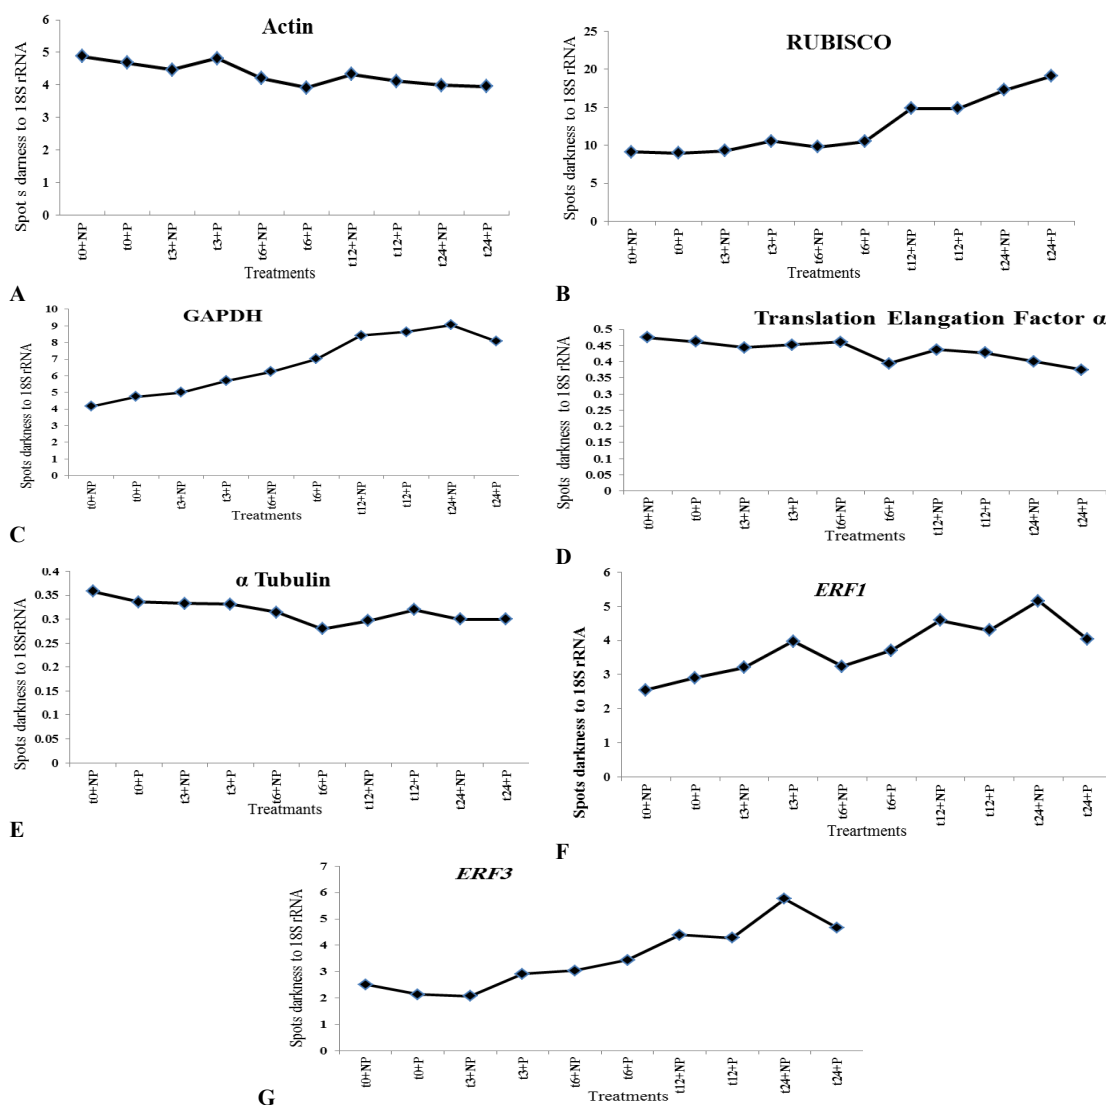 Actin
Spot s darness to 18S rRNA
6
5
4
3
2
1
0
t0+NP
t0+P
t3+NP
t3+P
t6+NP
t6+P
t12+NP
t12+P
t24+NP
t24+P
Treatments
A
RUBISCO
Spots darkness to 18S rRNA
25
20
15
10
5
0
t0+NP
t0+P
t3+NP
t3+P
t6+NP
t6+P
t12+NP
t12+P
t24+NP
t24+P
Treatments
B
GAPDH
Spots darkness to 18S rRNA
10
9
8
7
6
5
4
3
2
1
0
t0+NP
t0+P
t3+NP
t3+P
t6+NP
t6+P
t12+NP
t12+P
t24+NP
t24+P
Treatments
C
Translation Elangation Factor α
Spots darkness to 18S rRNA
0.5
0.45
0.4
0.35
0.3
0.25
0.2
0.15
0.1
0.05
0
t0+NP
t0+P
t3+NP
t3+P
t6+NP
t6+P
t12+NP
t12+P
t24+NP
t24+P
Treatments
D
α Tubulin
Spots darkness to 18SrRNA
0.4
0.35
0.3
0.25
0.2
0.15
0.1
0.05
0
t0+NP
t0+P
t3+NP
t3+P
t6+NP
t6+P
t12+NP
t12+P
t24+NP
t24+P
Treatmants
E
ERF1
Spots darkness to 18S rRNA
6
5
4
3
2
1
0
t0+NP
t0+P
t3+NP
t3+P
t6+NP
t6+P
t12+NP
t12+P
t24+NP
t24+P
Treartments
F
ERF3
Spots darkness to 18S rRNA
7
6
5
4
3
2
1
0
t0+NP
t0+P
t3+NP
t3+P
t6+NP
t6+P
t12+NP
t12+P
t24+NP
t24+P
Treatments
G